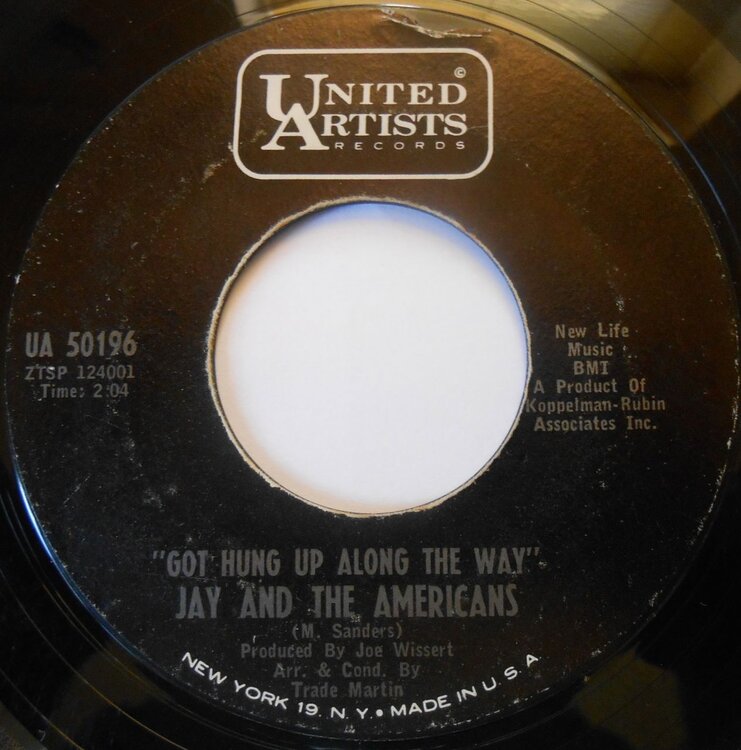 ©
UNITED
ARTISTS
RECORDS
UA 50196
ZTSP 124001
Time: 2:04
New Life
Music
BMI
A Product Of
Koppelman-Rubin
Associates Inc.
"GOT HUNG UP ALONG THE WAY"
JAY AND THE AMERICANS
(M. Sanders)
Produced By Joe Wissert
Arr. & Cond. By
Trade Martin
NEW YORK 19, N. Y. • MADE IN U. S. A.